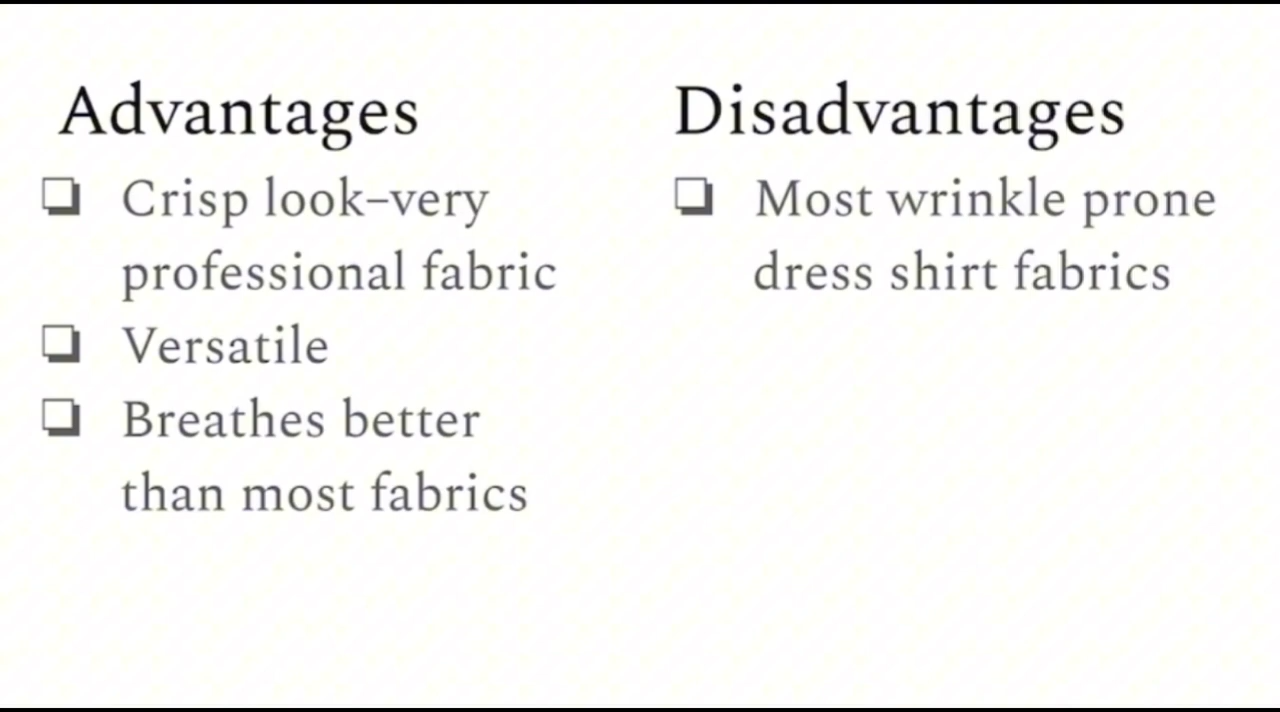 Advantages
❏ Crisp look–very
professional fabric
❏ Versatile
❏ Breathes better
than most fabrics
Disadvantages
❏ Most wrinkle prone
dress shirt fabrics